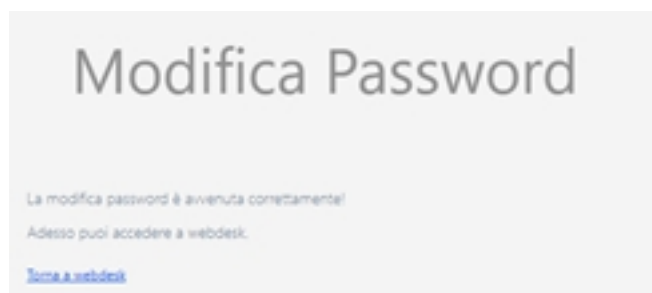 Modifica Password
La modifica password è avvenuta correttamente!
Adesso puoi accedere a webdesk.
Torna a webdesk